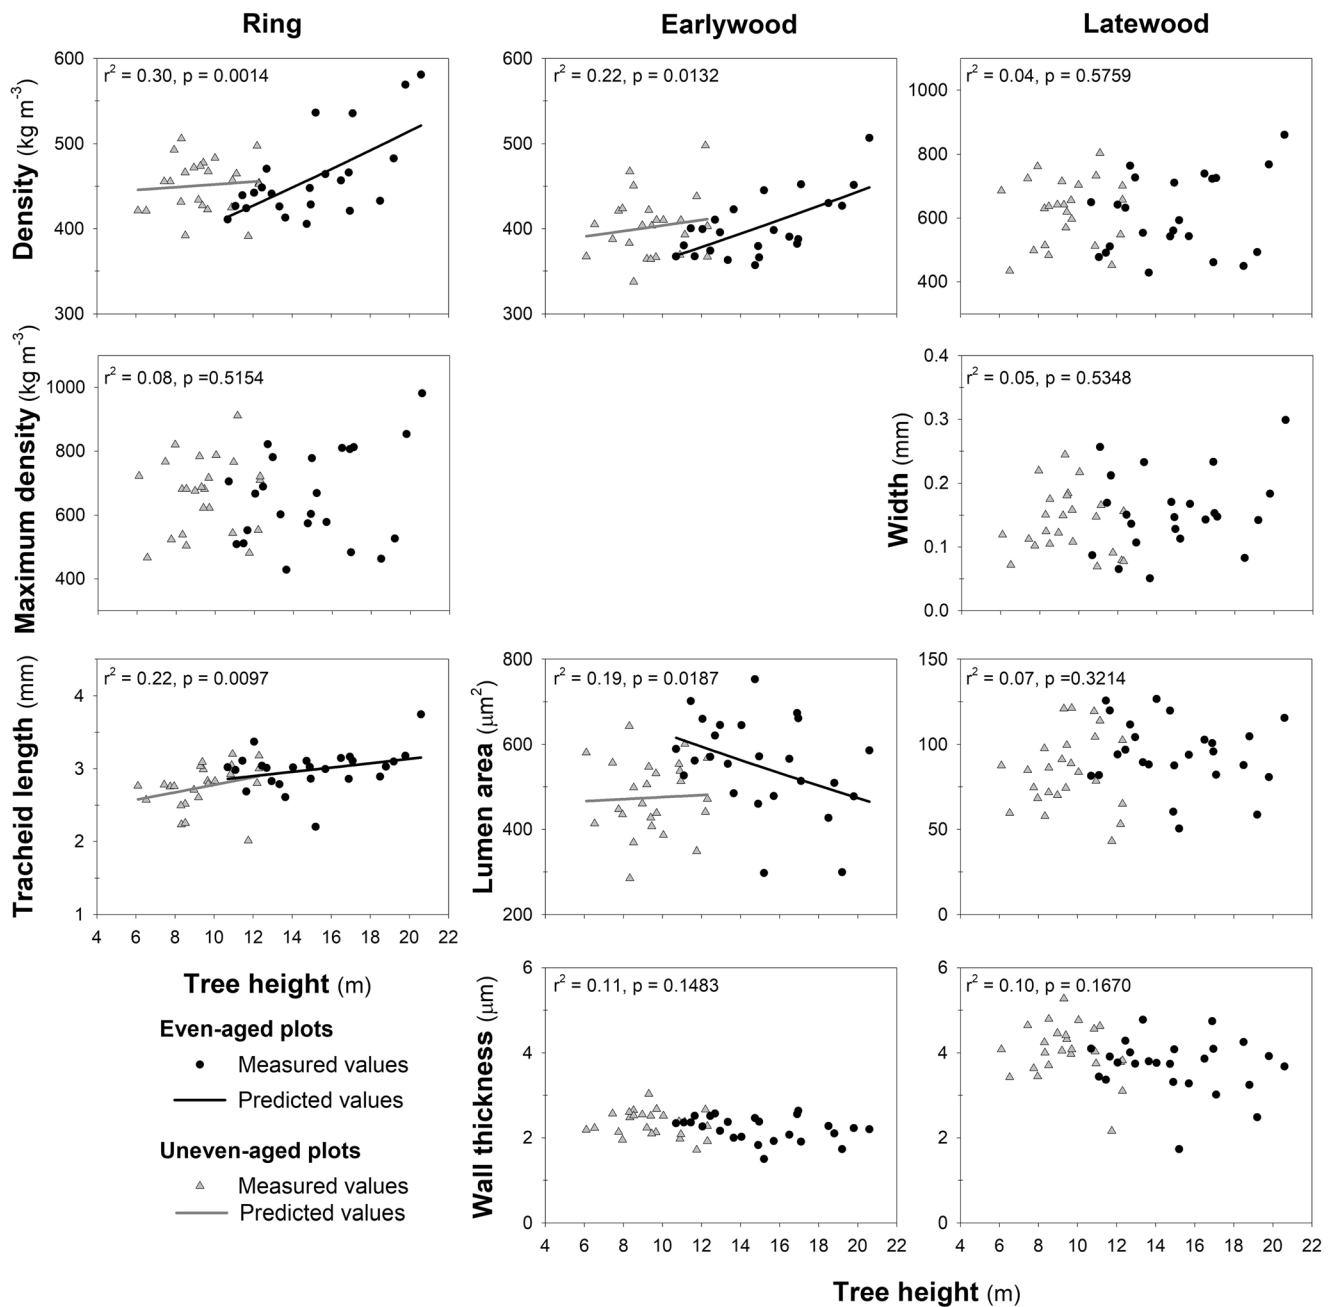 Ring
Earlywood
Latewood
Density (kg m⁻³)
600
500
400
300
r² = 0.30, p = 0.0014
600
500
400
300
r² = 0.22, p = 0.0132
1000
800
600
400
r² = 0.04, p = 0.5759
Maximum density (kg m⁻³)
1000
800
600
400
r² = 0.08, p =0.5154
Width (mm)
0.4
0.3
0.2
0.1
0.0
r² = 0.05, p = 0.5348
Tracheid length (mm)
4
3
2
1
r² = 0.22, p = 0.0097
4 6 8 10 12 14 16 18 20 22
Tree height (m)
Lumen area (μm²)
800
600
400
200
r² = 0.19, p = 0.0187
150
100
50
0
r² = 0.07, p =0.3214
Even-aged plots
Measured values
Predicted values
Uneven-aged plots
Measured values
Predicted values
Wall thickness (μm)
6
4
2
0
r² = 0.11, p = 0.1483
4 6 8 10 12 14 16 18 20 22
6
4
2
0
r² = 0.10, p = 0.1670
4 6 8 10 12 14 16 18 20 22
Tree height (m)